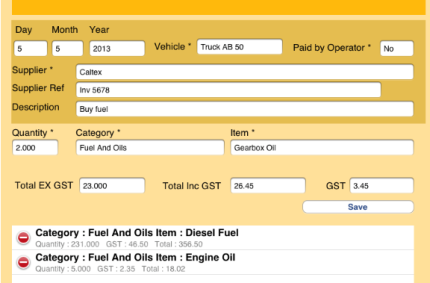 Day Month Year
5 5 2013 Vehicle * Truck AB 50 Paid by Operator * No
Supplier * Caltex
Supplier Ref Inv 5678
Description Buy fuel
Quantity * Category * Item *
2.000 Fuel And Oils Gearbox Oil
Total EX GST 23.000 Total Inc GST 26.45 GST 3.45
Save
Category : Fuel And Oils Item : Diesel Fuel
Quantity : 231.000 GST : 46.50 Total : 356.50
Category : Fuel And Oils Item : Engine Oil
Quantity : 5.000 GST : 2.35 Total : 18.02